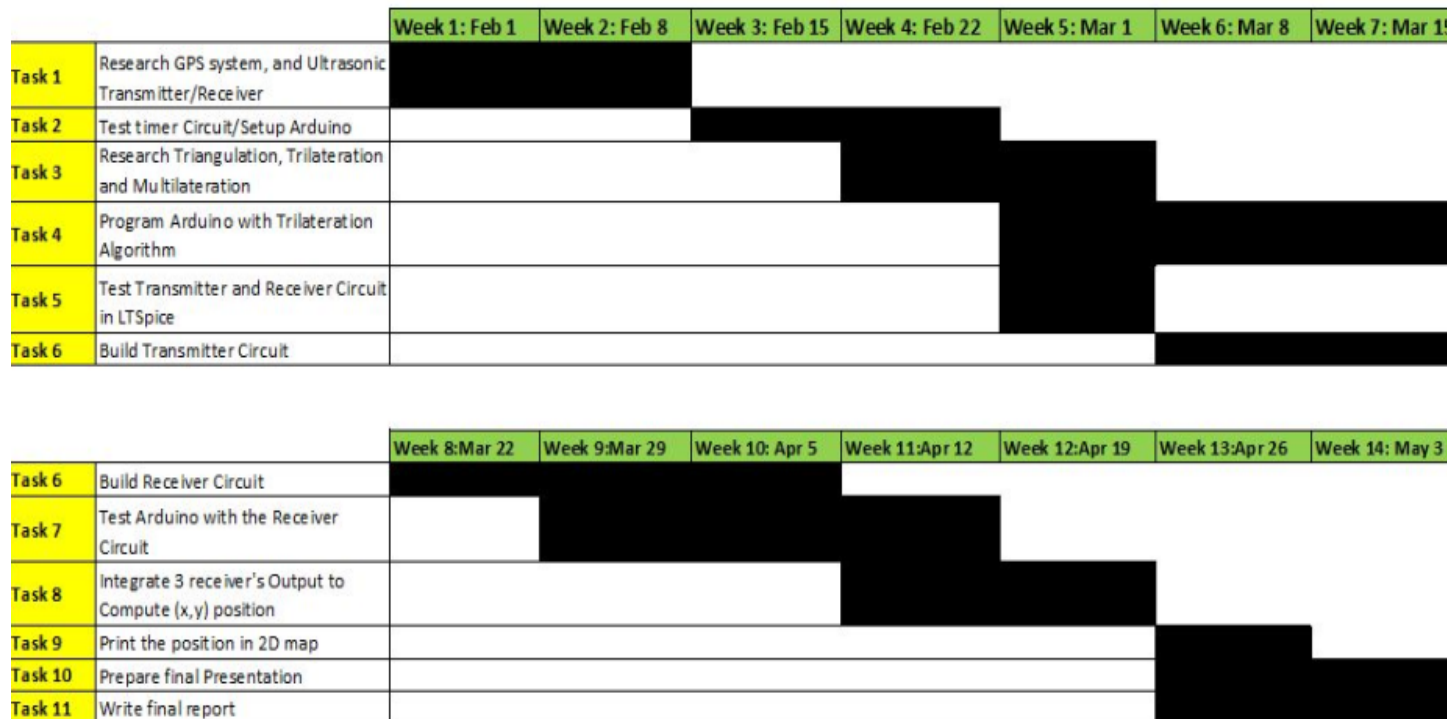 Week 1: Feb 1 Week 2: Feb 8 Week 3: Feb 15 Week 4: Feb 22 Week 5: Mar 1 Week 6: Mar 8 Week 7: Mar 15
Task 1 Research GPS system, and Ultrasonic
Transmitter/Receiver
Task 2 Test timer Circuit/Setup Arduino
Task 3 Research Triangulation, Trilateration
and Multilateration
Task 4 Program Arduino with Trilateration
Algorithm
Task 5 Test Transmitter and Receiver Circuit
in LTSpice
Task 6 Build Transmitter Circuit
Week 8:Mar 22 Week 9:Mar 29 Week 10: Apr 5 Week 11:Apr 12 Week 12:Apr 19 Week 13:Apr 26 Week 14: May 3
Task 6 Build Receiver Circuit
Task 7 Test Arduino with the Receiver
Circuit
Task 8 Integrate 3 receiver's Output to
Compute (x,y) position
Task 9 Print the position in 2D map
Task 10 Prepare final Presentation
Task 11 Write final report